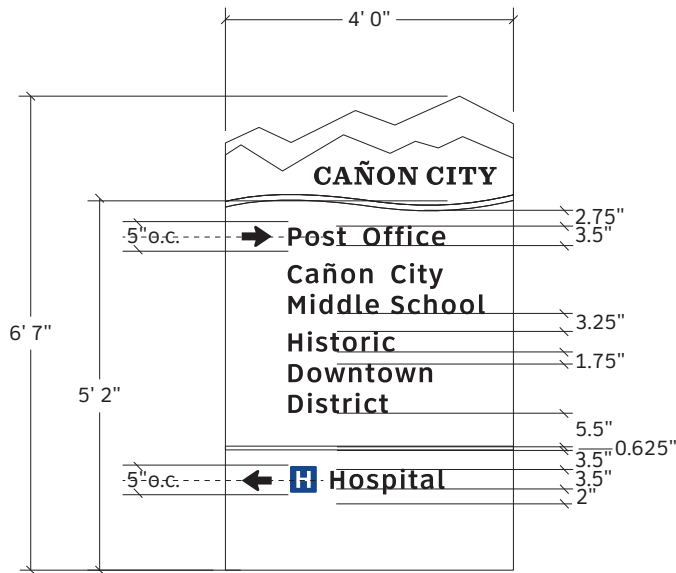 4' 0"
CAÑON CITY
2.75"
5"o.c.
Post Office
3.5"
Cañon City
Middle School
3.25"
6' 7"
Historic
1.75"
Downtown
5' 2"
District
5.5"
0.625"
3.5"
5"o.c.
H Hospital
3.5"
2"